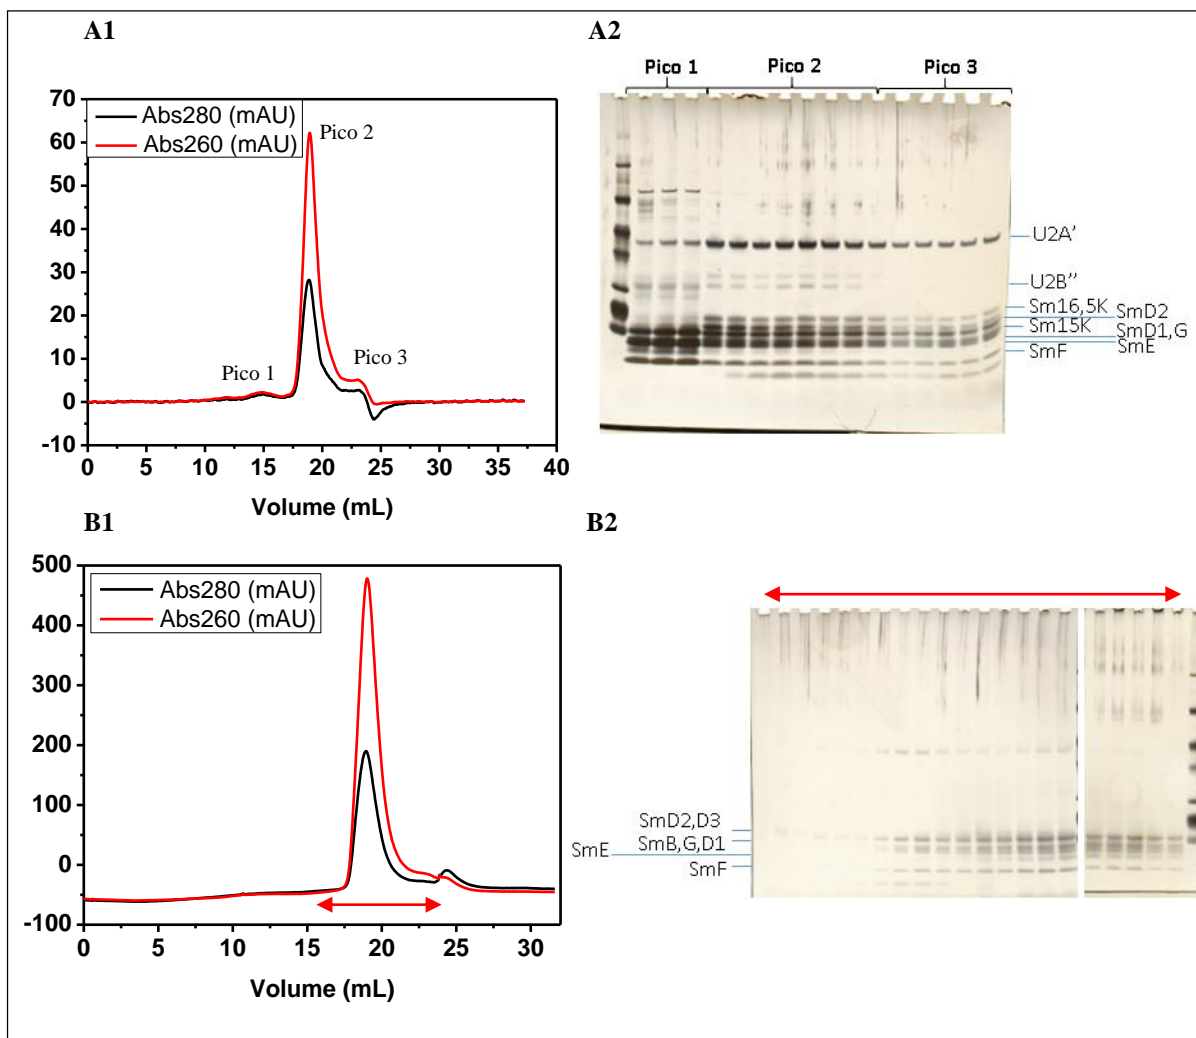 A1
A2
Pico 1
Pico 2
Pico 3
Abs280 (mAU)
Abs260 (mAU)
Pico 2
Pico 1
Pico 3
70
60
50
40
30
20
10
0
-10
0
5
10
15
20
25
30
35
40
Volume (mL)
U2A'
U2B''
Sm16,5K
SmD2
Sm15K
SmD1,G
SmE
SmF
B1
B2
Abs280 (mAU)
Abs260 (mAU)
500
400
300
200
100
0
-100
0
5
10
15
20
25
30
Volume (mL)
SmD2,D3
SmB,G,D1
SmE
SmF